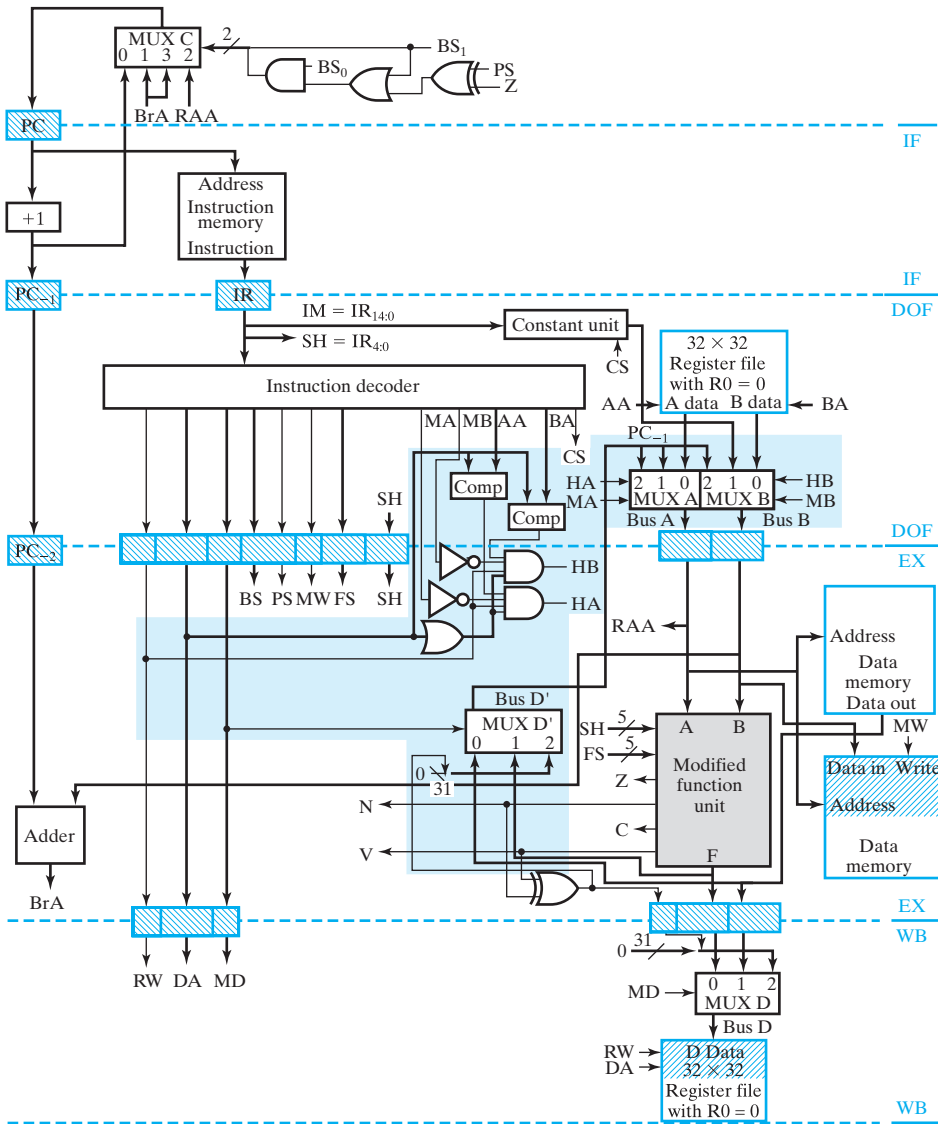 MUX C
0 1 3 2
2
BS₁
BS₀
PS
Z
BrA RAA
PC
IF
Address
Instruction
memory
Instruction
+1
PC₋₁
IR
IF
DOF
IM = IR₁₄:₀
SH = IR₄:₀
Constant unit
CS
32 × 32
Register file
with R0 = 0
A data B data
AA
BA
Instruction decoder
MA MB AA BA
CS
PC₋₁
Comp
Comp
HA
MA
2 1 0 2 1 0
MUX A MUX B
HB
MB
Bus A
Bus B
SH
PC₋₂
DOF
EX
BS PS MW FS SH
HB
HA
RAA
Address
Data
memory
Data out
MW
Bus D'
MUX D'
0 1 2
0
31
SH
5
FS
5
A B
Modified
function
unit
F
Z
C
N
V
Data in Write
Address
Data
memory
Adder
BrA
EX
WB
RW DA MD
0
31
MD
0 1 2
MUX D
Bus D
RW
DA
D Data
32 × 32
Register file
with R0 = 0
WB